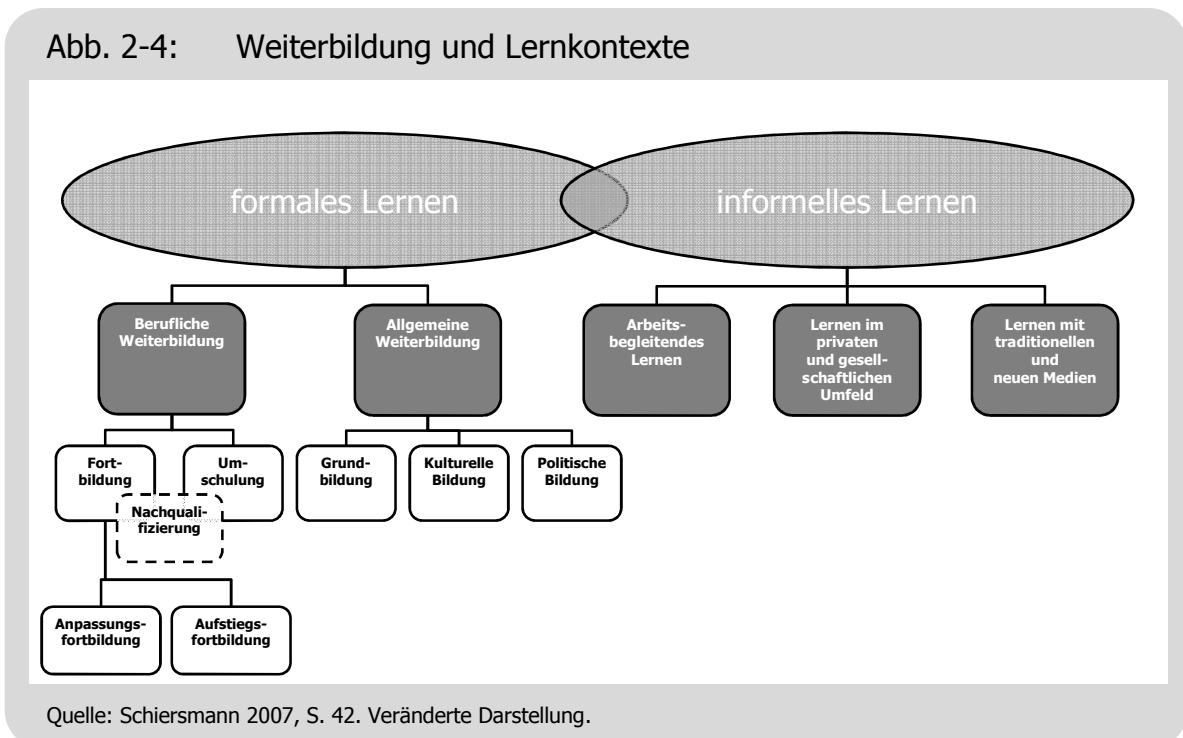 Abb. 2-4: Weiterbildung und Lernkontexte
formales Lernen
informelles Lernen
Berufliche
Weiterbildung
Allgemeine
Weiterbildung
Arbeits-
begleitendes
Lernen
Lernen im
privaten
und gesell-
schaftlichen
Umfeld
Lernen mit
traditionellen
und
neuen Medien
Fort-
bildung
Um-
schulung
Nachquali-
fizierung
Grund-
bildung
Kulturelle
Bildung
Politische
Bildung
Anpassungs-
fortbildung
Aufstiegs-
fortbildung
Quelle: Schiersmann 2007, S. 42. Veränderte Darstellung.